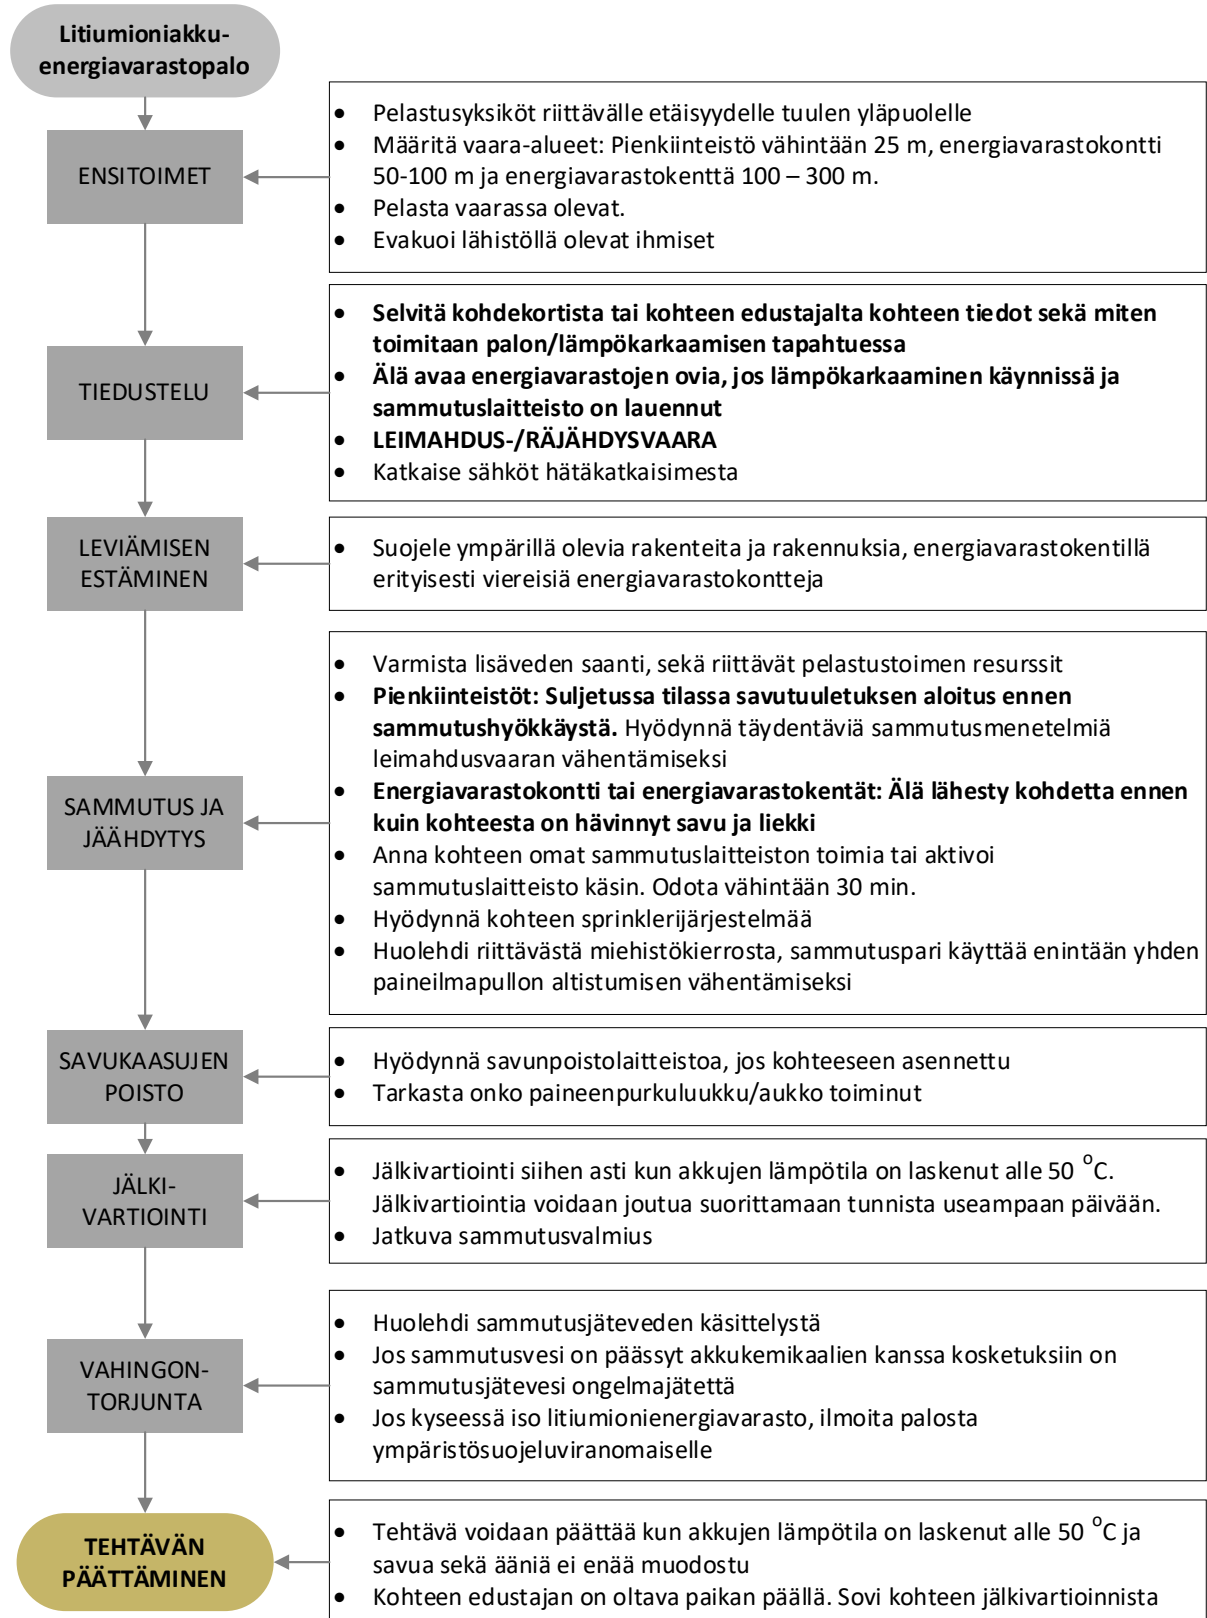 Litiumioniakku-
energiavarastopalo
ENSITOIMET
• Pelastusyksiköt riittävälle etäisyydelle tuulen yläpuolelle
• Määritä vaara-alueet: Pienkiinteistö vähintään 25 m, energiavarastokontti
50-100 m ja energiavarastokenttä 100 – 300 m.
• Pelasta vaarassa olevat.
• Evakuoi lähistöllä olevat ihmiset
TIEDUSTELU
• Selvitä kohdekortista tai kohteen edustajalta kohteen tiedot sekä miten
toimitaan palon/lämpökarkaamisen tapahtuessa
• Älä avaa energiavarastojen ovia, jos lämpökarkaaminen käynnissä ja
sammutuslaitteisto on lauennut
• LEIMAHDUS-/RÄJÄHDYSVAARA
• Katkaise sähköt hätäkatkaisimesta
LEVIÄMISEN
ESTÄMINEN
• Suojele ympärillä olevia rakenteita ja rakennuksia, energiavarastokentillä
erityisesti viereisiä energiavarastokontteja
SAMMUTUS JA
JÄÄHDYTYS
• Varmista lisäveden saanti, sekä riittävät pelastustoimen resurssit
• Pienkiinteistöt: Suljetussa tilassa savutuuletuksen aloitus ennen
sammutushyökkäystä. Hyödynnä täydentäviä sammutusmenetelmiä
leimahdusvaaran vähentämiseksi
• Energiavarastokontti tai energiavarastokentät: Älä lähesty kohdetta ennen
kuin kohteesta on hävinnyt savu ja liekki
• Anna kohteen omat sammutuslaitteiston toimia tai aktivoi
sammutuslaitteisto käsin. Odota vähintään 30 min.
• Hyödynnä kohteen sprinklerijärjestelmää
• Huolehdi riittävästä miehistökierrosta, sammutuspari käyttää enintään yhden
paineilmapullon altistumisen vähentämiseksi
SAVUKAASUJEN
POISTO
• Hyödynnä savunpoistolaitteistoa, jos kohteeseen asennettu
• Tarkasta onko paineenpurkuluukku/aukko toiminut
JÄLKI-
VARTIOINTI
• Jälkivartiointi siihen asti kun akkujen lämpötila on laskenut alle 50 °C.
Jälkivartiointia voidaan joutua suorittamaan tunnista useampaan päivään.
• Jatkuva sammutusvalmius
VAHINGON-
TORJUNTA
• Huolehdi sammutusjäteveden käsittelystä
• Jos sammutusvesi on päässyt akkukemikaalien kanssa kosketuksiin on
sammutusjätevesi ongelmajätettä
• Jos kyseessä iso litiumionienergiavarasto, ilmoita palosta
ympäristösuojeluviranomaiselle
TEHTÄVÄN
PÄÄTTÄMINEN
• Tehtävä voidaan päättää kun akkujen lämpötila on laskenut alle 50 °C ja
savua sekä ääniä ei enää muodostu
• Kohteen edustajan on oltava paikan päällä. Sovi kohteen jälkivartioinnista